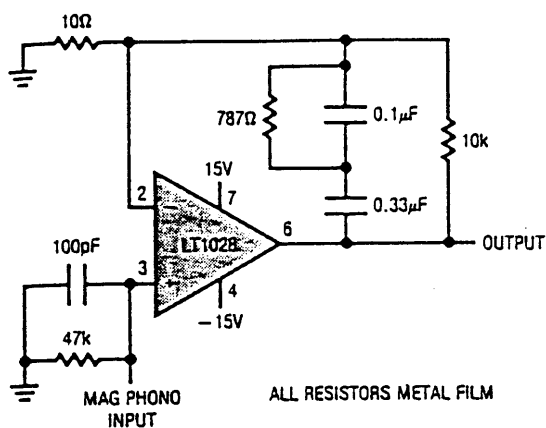 10Ω
787Ω
0.1µF
10k
0.33µF
15V
2
7
−
LT1028
6
OUTPUT
100pF
3
+
4
−15V
47k
MAG PHONO
INPUT
ALL RESISTORS METAL FILM